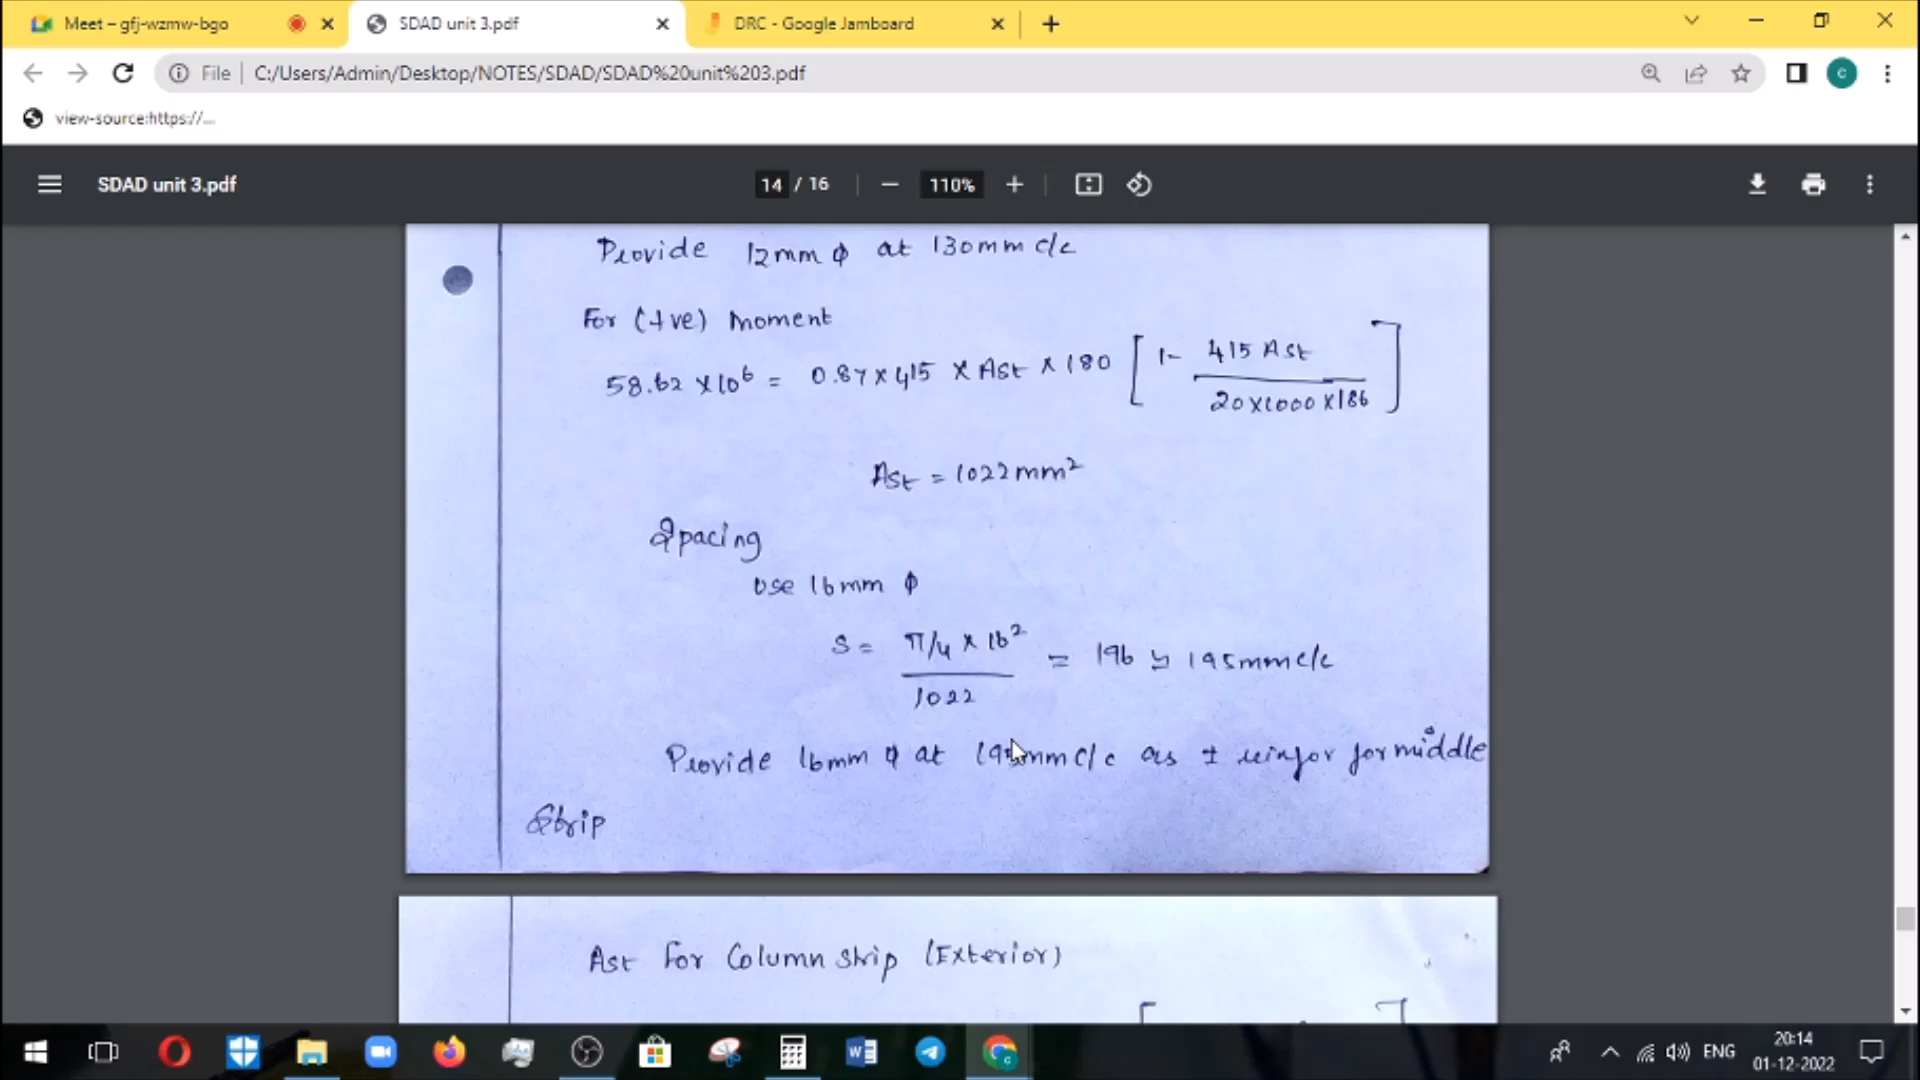 Meet – gfj-wzmw-bgo
SDAD unit 3.pdf
DRC - Google Jamboard
File
C:/Users/Admin/Desktop/NOTES/SDAD/SDAD%20unit%203.pdf
c
view-source:https://...
SDAD unit 3.pdf
14 / 16
110%
Provide 12mm ϕ at 130mm c/c
For (+ve) moment
58.62 × 10⁶ = 0.87 × 415 × Ast × 180 [ 1- 415 Ast / 20×1000×186 ]
Ast = 1022 mm²
Spacing
Use 16mm ϕ
S = π/4 × 16² / 1022 = 196 ≃ 195mm c/c
Provide 16mm ϕ at 195mm c/c as ± reinfor for middle
Strip
Ast For Column strip (Exterior)
ENG
20:14
01-12-2022